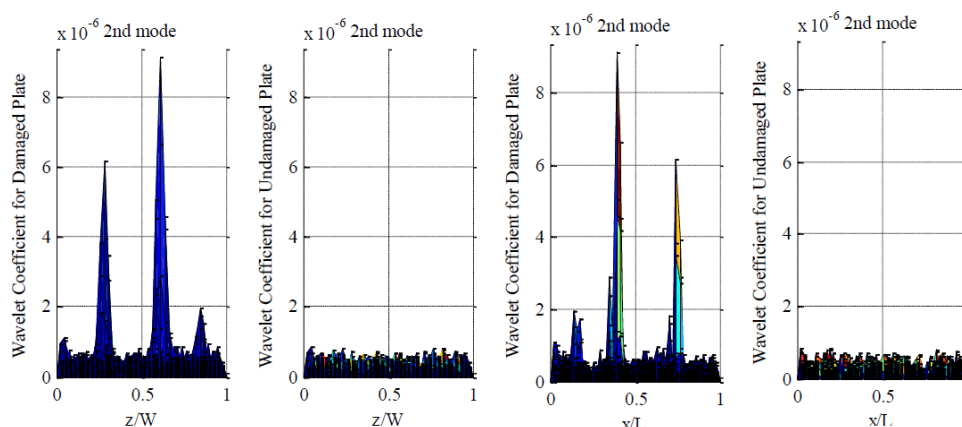 x 10^-6 2nd mode
Wavelet Coefficient for Damaged Plate
8
6
4
2
0
0 0.5 1
z/W
x 10^-6 2nd mode
Wavelet Coefficient for Undamaged Plate
8
6
4
2
0
0 0.5 1
z/W
x 10^-6 2nd mode
Wavelet Coefficient for Damaged Plate
8
6
4
2
0
0 0.5 1
x/L
x 10^-6 2nd mode
Wavelet Coefficient for Undamaged Plate
8
6
4
2
0
0 0.5
x/L